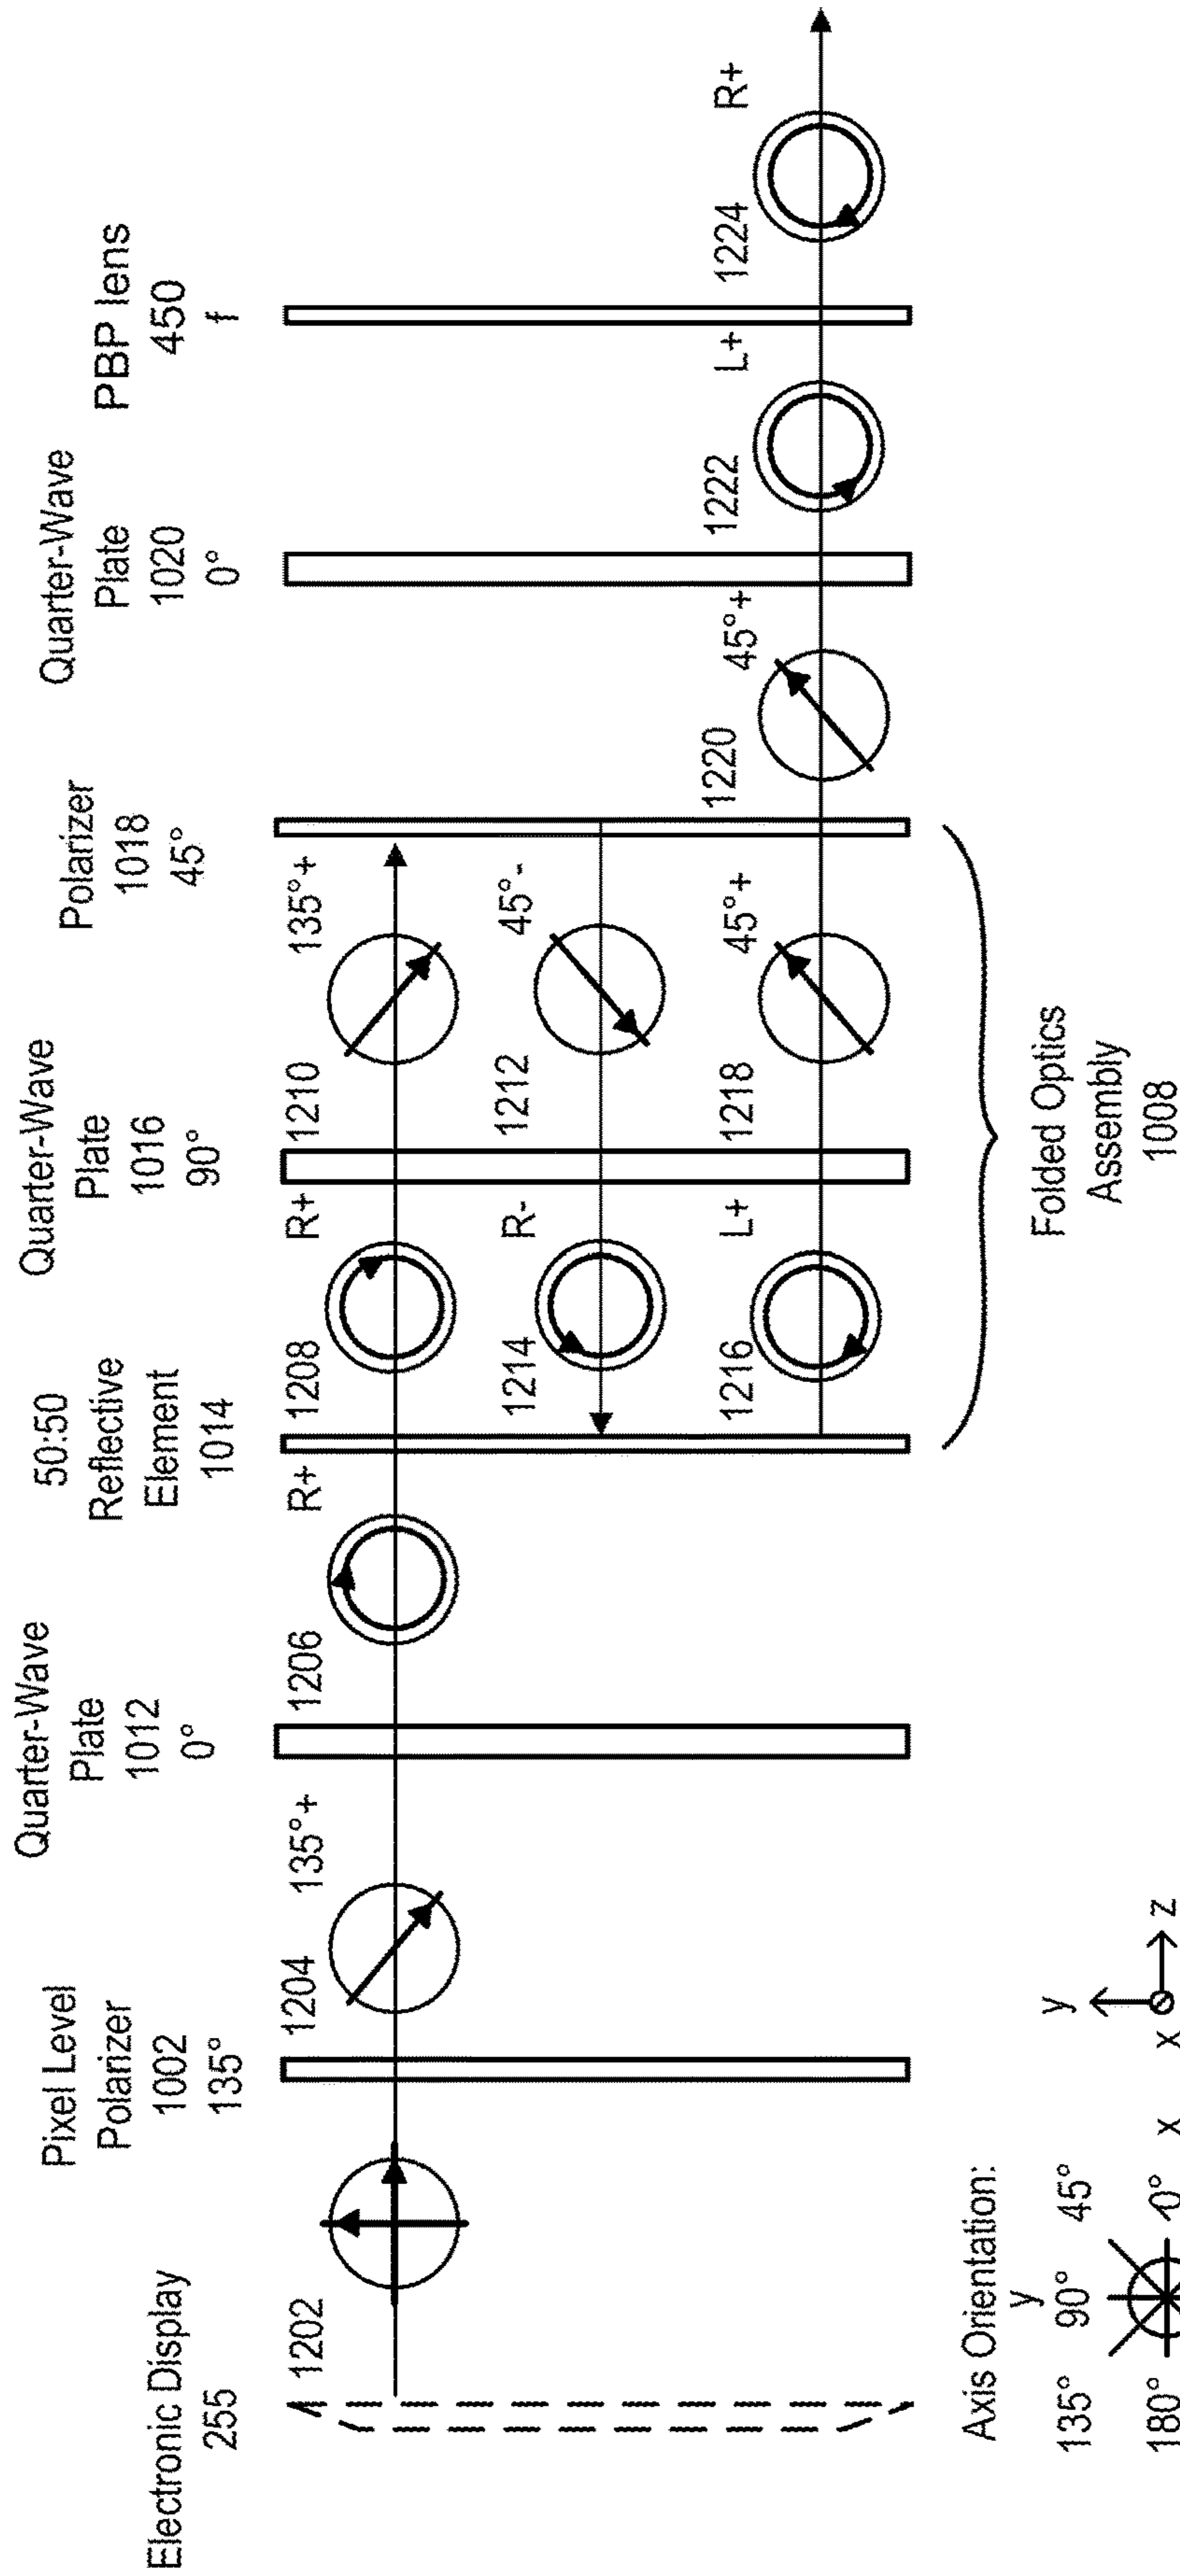 Electronic Display
255
Pixel Level
Polarizer
1002
135°
Quarter-Wave
Plate
1012
0°
50:50
Reflective
Element
1014
Quarter-Wave
Plate
1016
90°
Polarizer
1018
45°
Quarter-Wave
Plate
1020
0°
PBP lens
450
f
1202
1204
135°+
1206
R+
1208
R+
1210
135°+
1214
R-
1212
45°-
1216
L+
1218
45°+
1220
45°+
1222
L+
1224
R+
Folded Optics
Assembly
1008
Axis Orientation:
y
135°
90°
45°
180°
0°
x
y
x
z